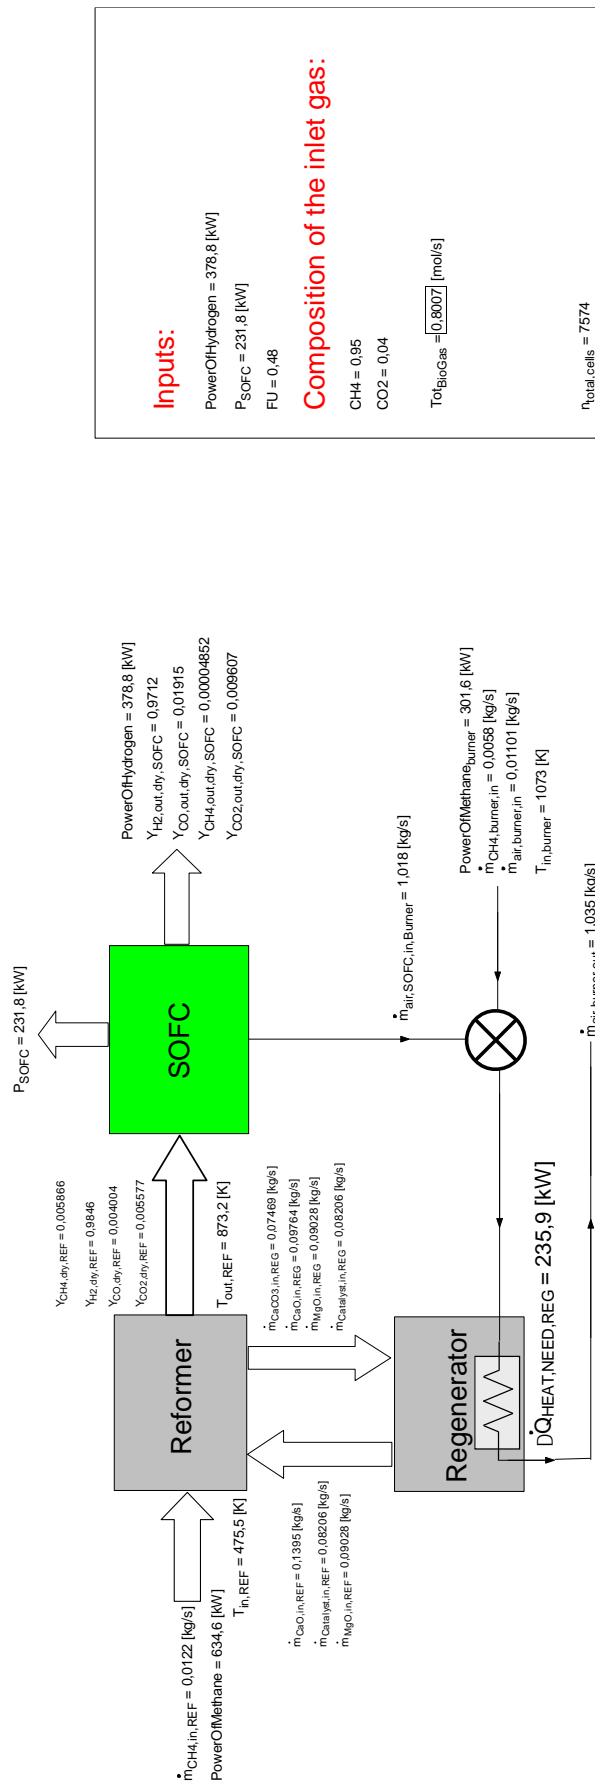 P_SOFC = 231,8 [kW]
Y_CH4,dry,REF = 0,005866
Y_H2,dry,REF = 0,9846
Y_CO,dry,REF = 0,004004
Y_CO2,dry,REF = 0,005577
T_out,REF = 873,2 [K]
ṁ_CH4,in,REF = 0,0122 [kg/s]
PowerOfMethane = 634,6 [kW]
T_in,REF = 475,5 [K]
Reformer
SOFC
PowerOfHydrogen = 378,8 [kW]
Y_H2,out,dry,SOFC = 0,9712
Y_CO,out,dry,SOFC = 0,01915
Y_CH4,out,dry,SOFC = 0,00004852
Y_CO2,out,dry,SOFC = 0,009607
ṁ_CaO,in,REF = 0,1395 [kg/s]
ṁ_Catalyst,in,REF = 0,08206 [kg/s]
ṁ_MgO,in,REF = 0,09028 [kg/s]
ṁ_CaCO3,in,REG = 0,07469 [kg/s]
ṁ_CaO,in,REG = 0,09764 [kg/s]
ṁ_MgO,in,REG = 0,09028 [kg/s]
ṁ_Catalyst,in,REG = 0,08206 [kg/s]
ṁ_air,SOFC,in,Burner = 1,018 [kg/s]
Regenerator
PowerOfMethane_burner = 301,6 [kW]
ṁ_CH4,burner,in = 0,0058 [kg/s]
ṁ_air,burner,in = 0,01101 [kg/s]
T_in,burner = 1073 [K]
DQ̇_HEAT,NEED,REG = 235,9 [kW]
ṁ_air,burner,out = 1,035 [kg/s]
Inputs:
PowerOfHydrogen = 378,8 [kW]
P_SOFC = 231,8 [kW]
FU = 0,48
Composition of the inlet gas:
CH4 = 0,95
CO2 = 0,04
Tot_BioGas = 0,8007 [mol/s]
n_total,cells = 7574